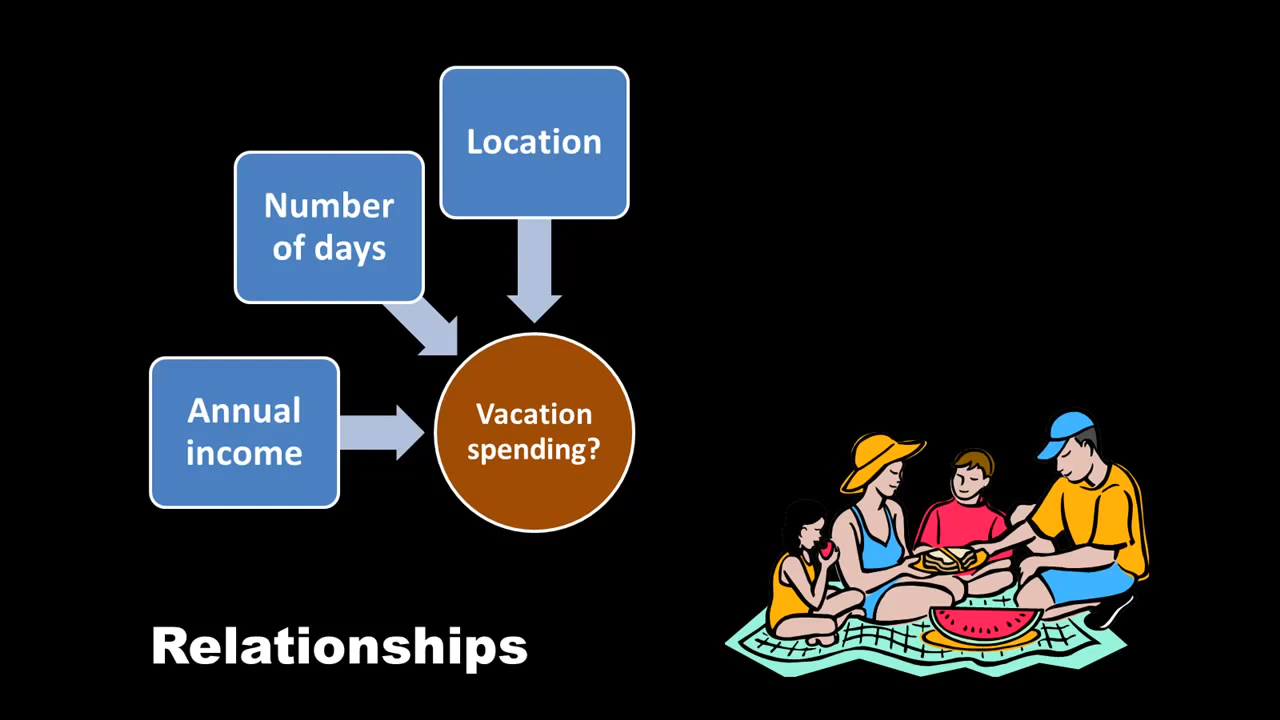 Location
Number
of days
Annual
income
Vacation
spending?
Relationships